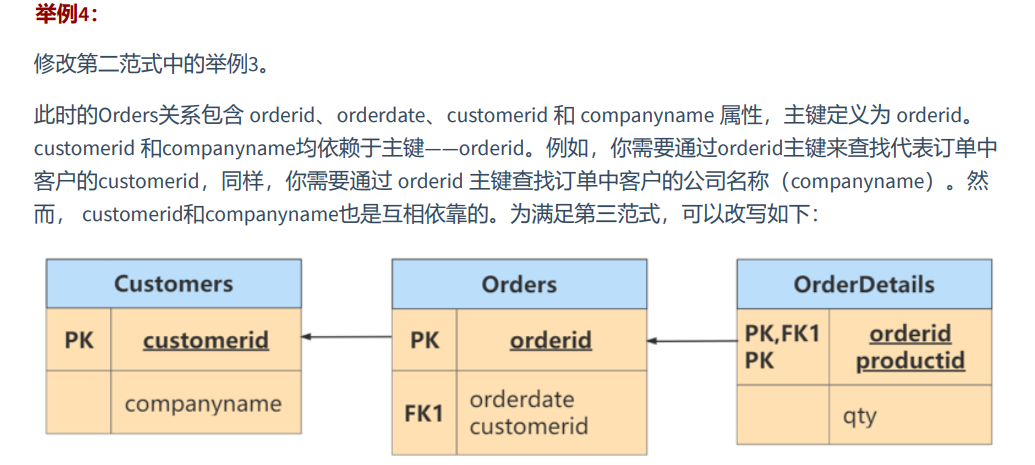 举例4：
修改第二范式中的举例3。
此时的Orders关系包含 orderid、orderdate、customerid 和 companyname 属性，主键定义为 orderid。
customerid 和companyname均依赖于主键——orderid。例如，你需要通过orderid主键来查找代表订单中
客户的customerid，同样，你需要通过 orderid 主键查找订单中客户的公司名称（companyname）。然
而， customerid和companyname也是互相依靠的。为满足第三范式，可以改写如下：
Customers
PK customerid
companyname
Orders
PK orderid
FK1 orderdate
customerid
OrderDetails
PK,FK1 orderid
PK productid
qty